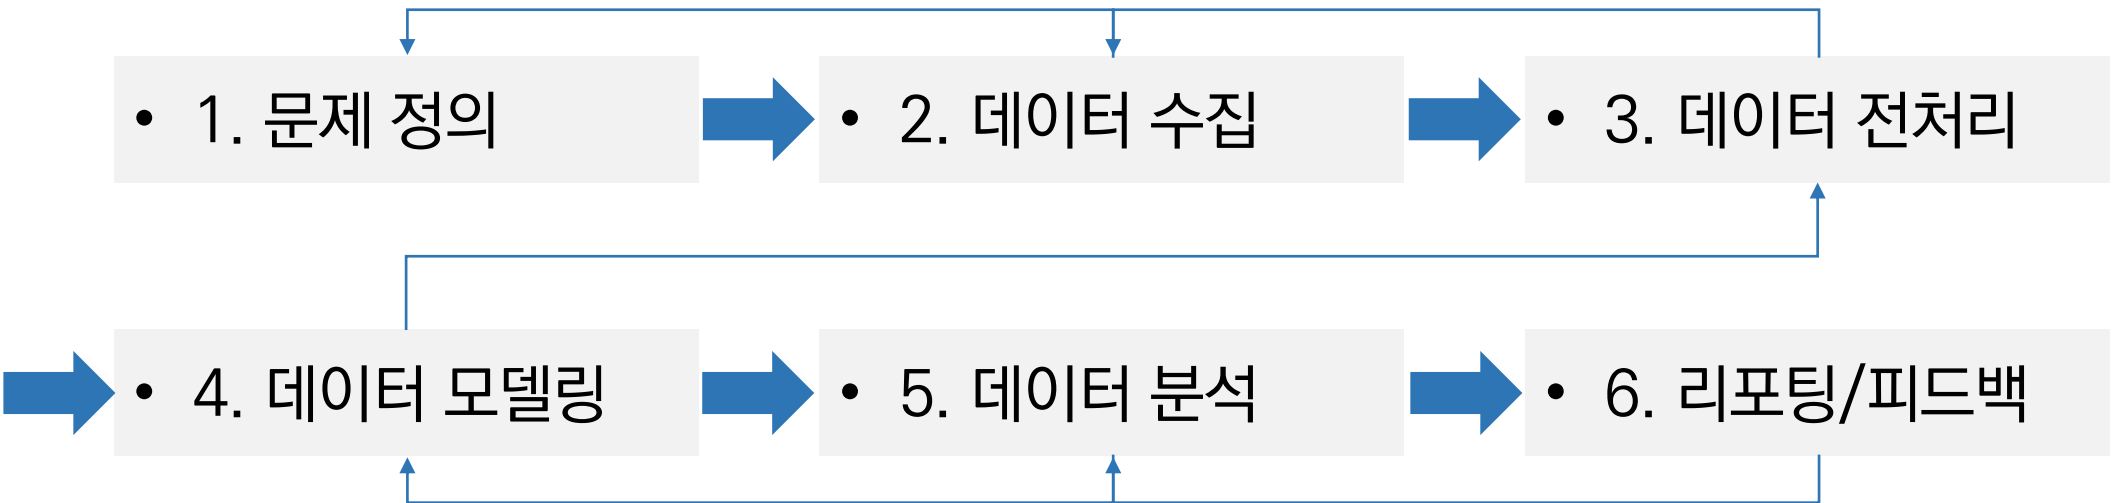 • 1. 문제 정의
• 2. 데이터 수집
• 3. 데이터 전처리
• 4. 데이터 모델링
• 5. 데이터 분석
• 6. 리포팅/피드백